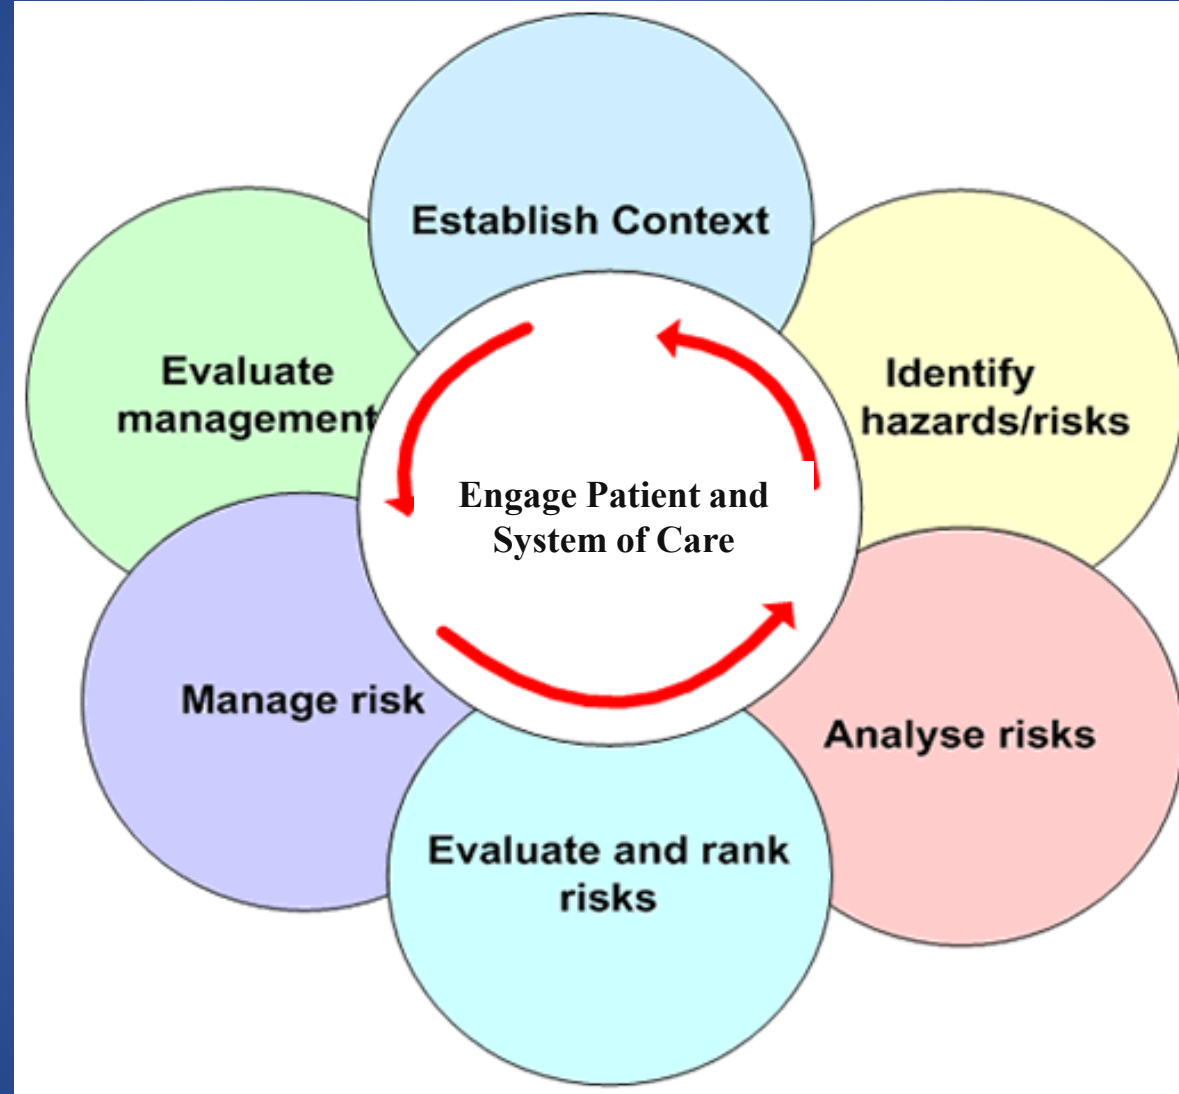 Establish Context
Evaluate
management
Identify
hazards/risks
Engage Patient and
System of Care
Manage risk
Analyse risks
Evaluate and rank
risks